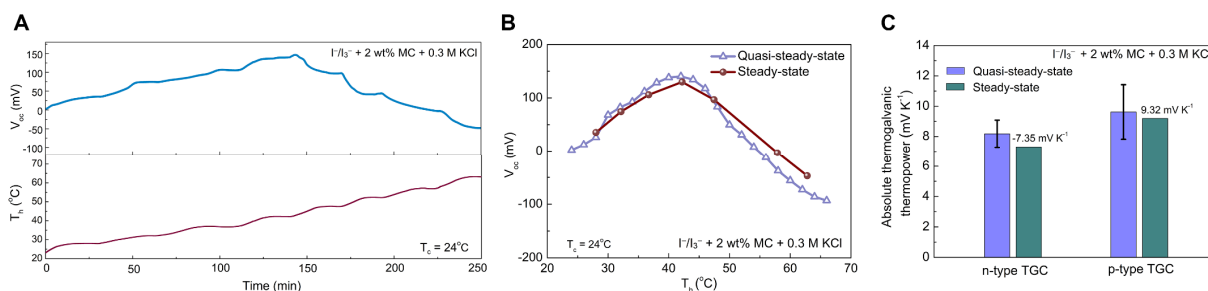 A
I⁻/I₃⁻ + 2 wt% MC + 0.3 M KCl
V_oc (mV)
150
100
50
0
-50
-100
T_h (°C)
70
60
50
40
30
20
T_c = 24°C
0 50 100 150 200 250
Time (min)
B
Quasi-steady-state
Steady-state
V_oc (mV)
200
100
0
-100
-200
T_c = 24°C
I⁻/I₃⁻ + 2 wt% MC + 0.3 M KCl
20 30 40 50 60 70
T_h (°C)
C
I⁻/I₃⁻ + 2 wt% MC + 0.3 M KCl
Quasi-steady-state
Steady-state
Absolute thermogalvanic
thermopower (mV K⁻¹)
14
12
10
8
6
4
2
0
-7.35 mV K⁻¹
9.32 mV K⁻¹
n-type TGC
p-type TGC